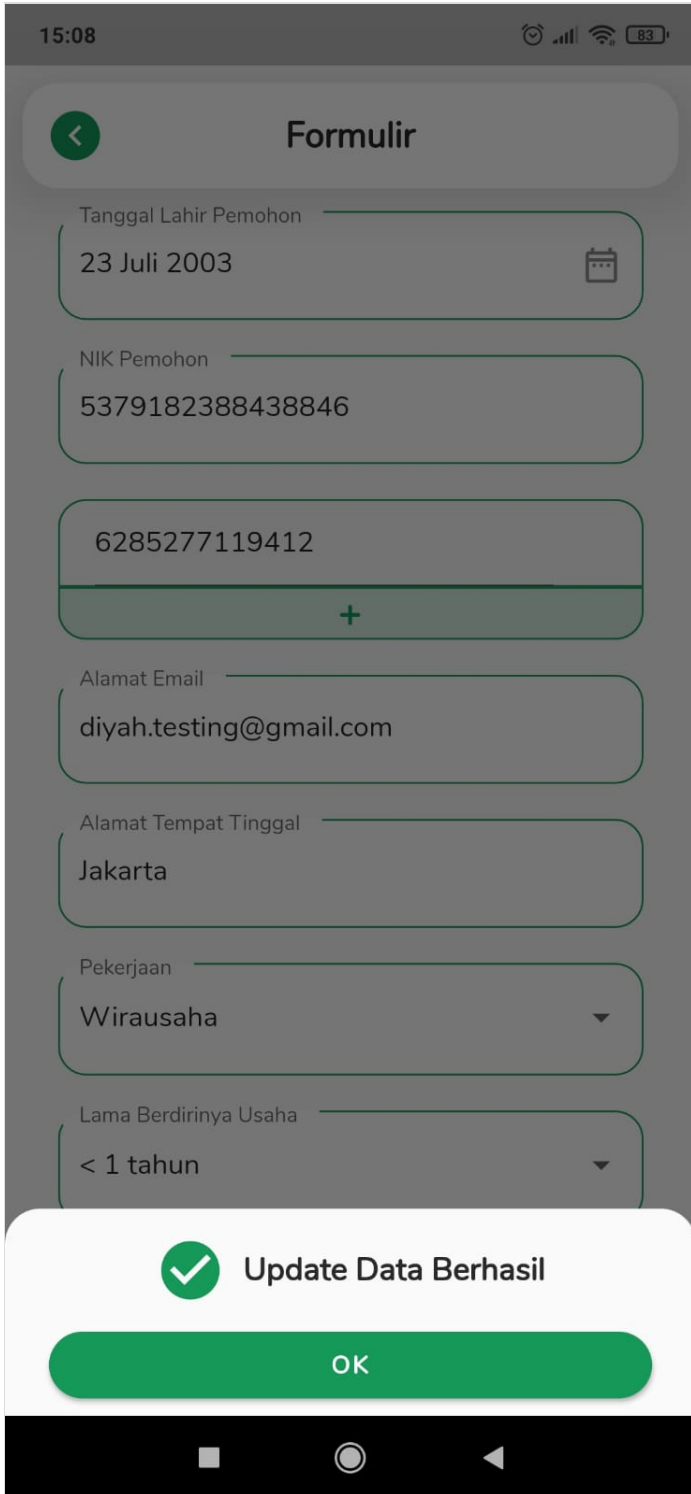 15:08
83
Formulir
Tanggal Lahir Pemohon
23 Juli 2003
NIK Pemohon
5379182388438846
6285277119412
+
Alamat Email
diyah.testing@gmail.com
Alamat Tempat Tinggal
Jakarta
Pekerjaan
Wirausaha
Lama Berdirinya Usaha
< 1 tahun
Update Data Berhasil
OK